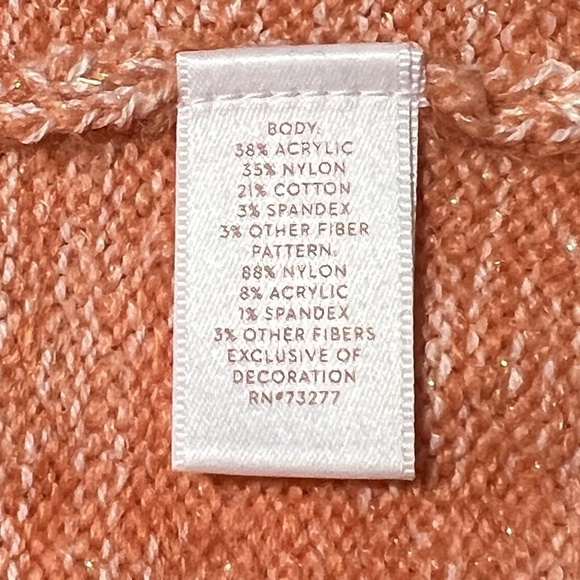 BODY:
38% ACRYLIC
35% NYLON
21% COTTON
3% SPANDEX
3% OTHER FIBER
PATTERN:
88% NYLON
8% ACRYLIC
1% SPANDEX
3% OTHER FIBERS
EXCLUSIVE OF
DECORATION
RN#73277